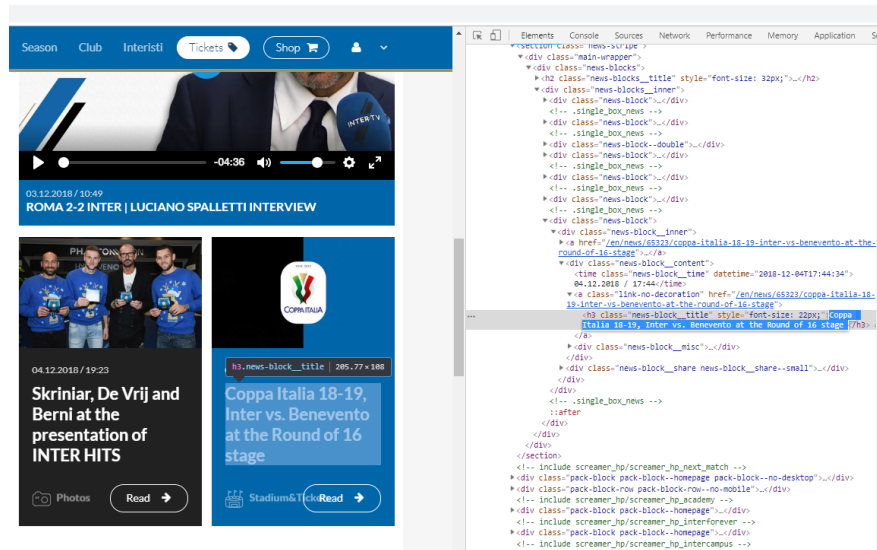 Season Club Interisti Tickets Shop
INTER TV
-04:36
03.12.2018 / 10:49
ROMA 2-2 INTER | LUCIANO SPALLETTI INTERVIEW
COPPA ITALIA
04.12.2018 / 19:23
Skriniar, De Vrij and
Berni at the
presentation of
INTER HITS
Photos
Read
h3.news-block__title | 205.77 × 108
Coppa Italia 18-19,
Inter vs. Benevento
at the Round of 16
stage
Read
Elements Console Sources Network Performance Memory Application
<section class="news-stripe">
<div class="main-wrapper">
<div class="news-blocks">
<h2 class="news-blocks__title" style="font-size: 32px;">…</h2>
<div class="news-blocks__inner">
<div class="news-block">…</div>
<!-- .single_box_news -->
<div class="news-block">…</div>
<!-- .single_box_news -->
<div class="news-block--double">…</div>
<div class="news-block">…</div>
<!-- .single_box_news -->
<div class="news-block">…</div>
<!-- .single_box_news -->
<div class="news-block">…</div>
<!-- .single_box_news -->
<div class="news-block">
<div class="news-block__inner">
<a href="/en/news/65323/coppa-italia-18-19-inter-vs-benevento-at-the-
round-of-16-stage">…</a>
<div class="news-block__content">
<time class="news-block__time" datetime="2018-12-04T17:44:34">
04.12.2018 / 17:44</time>
<a class="link-no-decoration" href="/en/news/65323/coppa-italia-18-
19-inter-vs-benevento-at-the-round-of-16-stage">
... <h3 class="news-block__title" style="font-size: 22px;">Coppa
Italia 18-19, Inter vs. Benevento at the Round of 16 stage</h3>
</a>
<div class="news-block__misc">…</div>
</div>
<div class="news-block__share news-block__share--small">…</div>
</div>
</div>
<!-- .single_box_news -->
::after
</div>
</div>
</div>
</section>
<!-- include screamer_hp/screamer_hp_next_match -->
<div class="pack-block pack-block--homepage pack-block--no-desktop">…</div>
<div class="pack-block-row pack-block-row--no-mobile">…</div>
<!-- include screamer_hp/screamer_hp_academy -->
<div class="pack-block pack-block--homepage">…</div>
<!-- include screamer_hp/screamer_hp_interforever -->
<div class="pack-block pack-block--homepage">…</div>
<!-- include screamer_hp/screamer_hp_intercampus -->